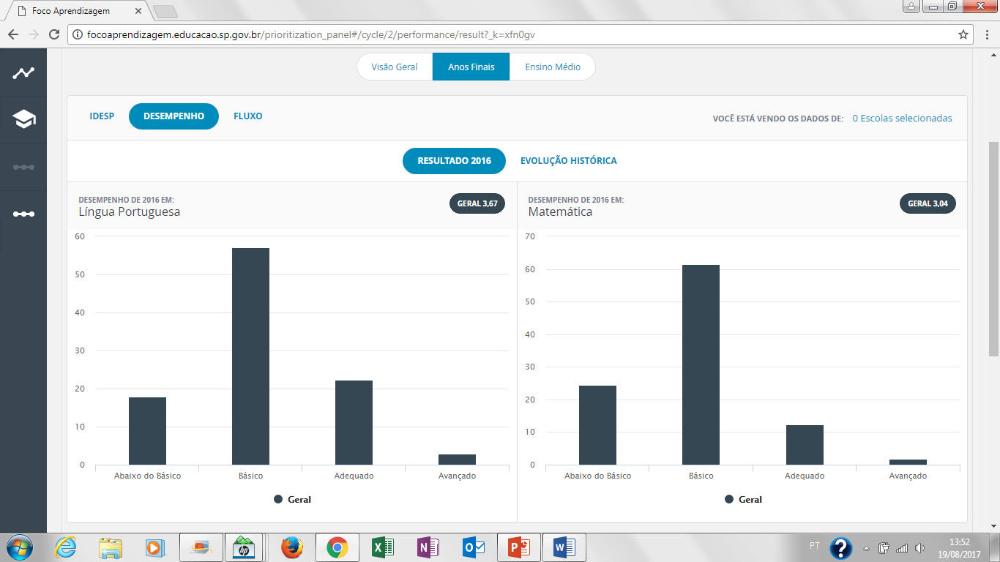 Foco Aprendizagem
focoaprendizagem.educacao.sp.gov.br/prioritization_panel#/cycle/2/performance/result?_k=xfn0gv
Visão Geral Anos Finais Ensino Médio
IDESP DESEMPENHO FLUXO VOCÊ ESTÁ VENDO OS DADOS DE: 0 Escolas selecionadas
RESULTADO 2016 EVOLUÇÃO HISTÓRICA
DESEMPENHO DE 2016 EM:
Língua Portuguesa
GERAL 3,67
60
50
40
30
20
10
0
Abaixo do Básico Básico Adequado Avançado
Geral
DESEMPENHO DE 2016 EM:
Matemática
GERAL 3,04
70
60
50
40
30
20
10
0
Abaixo do Básico Básico Adequado Avançado
Geral
hp
PT
?
13:52
19/08/2017